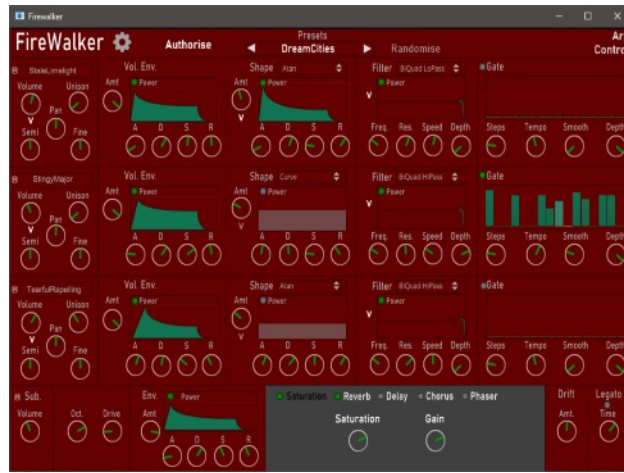 Firewalker
FireWalker
Authorise
Presets
DreamCities
Randomise
Ar
Contro
StaleLimelight
Volume Unison
Pan
Semi Fine
Vol. Env.
Amt Power
A D S R
Shape Atan
Amt Power
A D S R
Filter BiQuad LoPass
Power
Freq. Res. Speed Depth
Gate
Steps Tempo Smooth Depth
StingyMajor
Volume Unison
Pan
Semi Fine
Vol. Env.
Amt Power
A D S R
Shape Curve
Amt Power
A D S R
Filter BiQuad HiPass
Power
Freq. Res. Speed Depth
Gate
Steps Tempo Smooth Depth
TearfulRapelling
Volume Unison
Pan
Semi Fine
Vol. Env.
Amt Power
A D S R
Shape Atan
Amt Power
A D S R
Filter BiQuad HiPass
Power
Freq. Res. Speed Depth
Gate
Steps Tempo Smooth Depth
Sub.
Volume Oct. Drive
Env. Power
Amt
A D S R
Saturation Reverb Delay Chorus Phaser
Saturation Gain
Drift
Amt.
Legato
Time